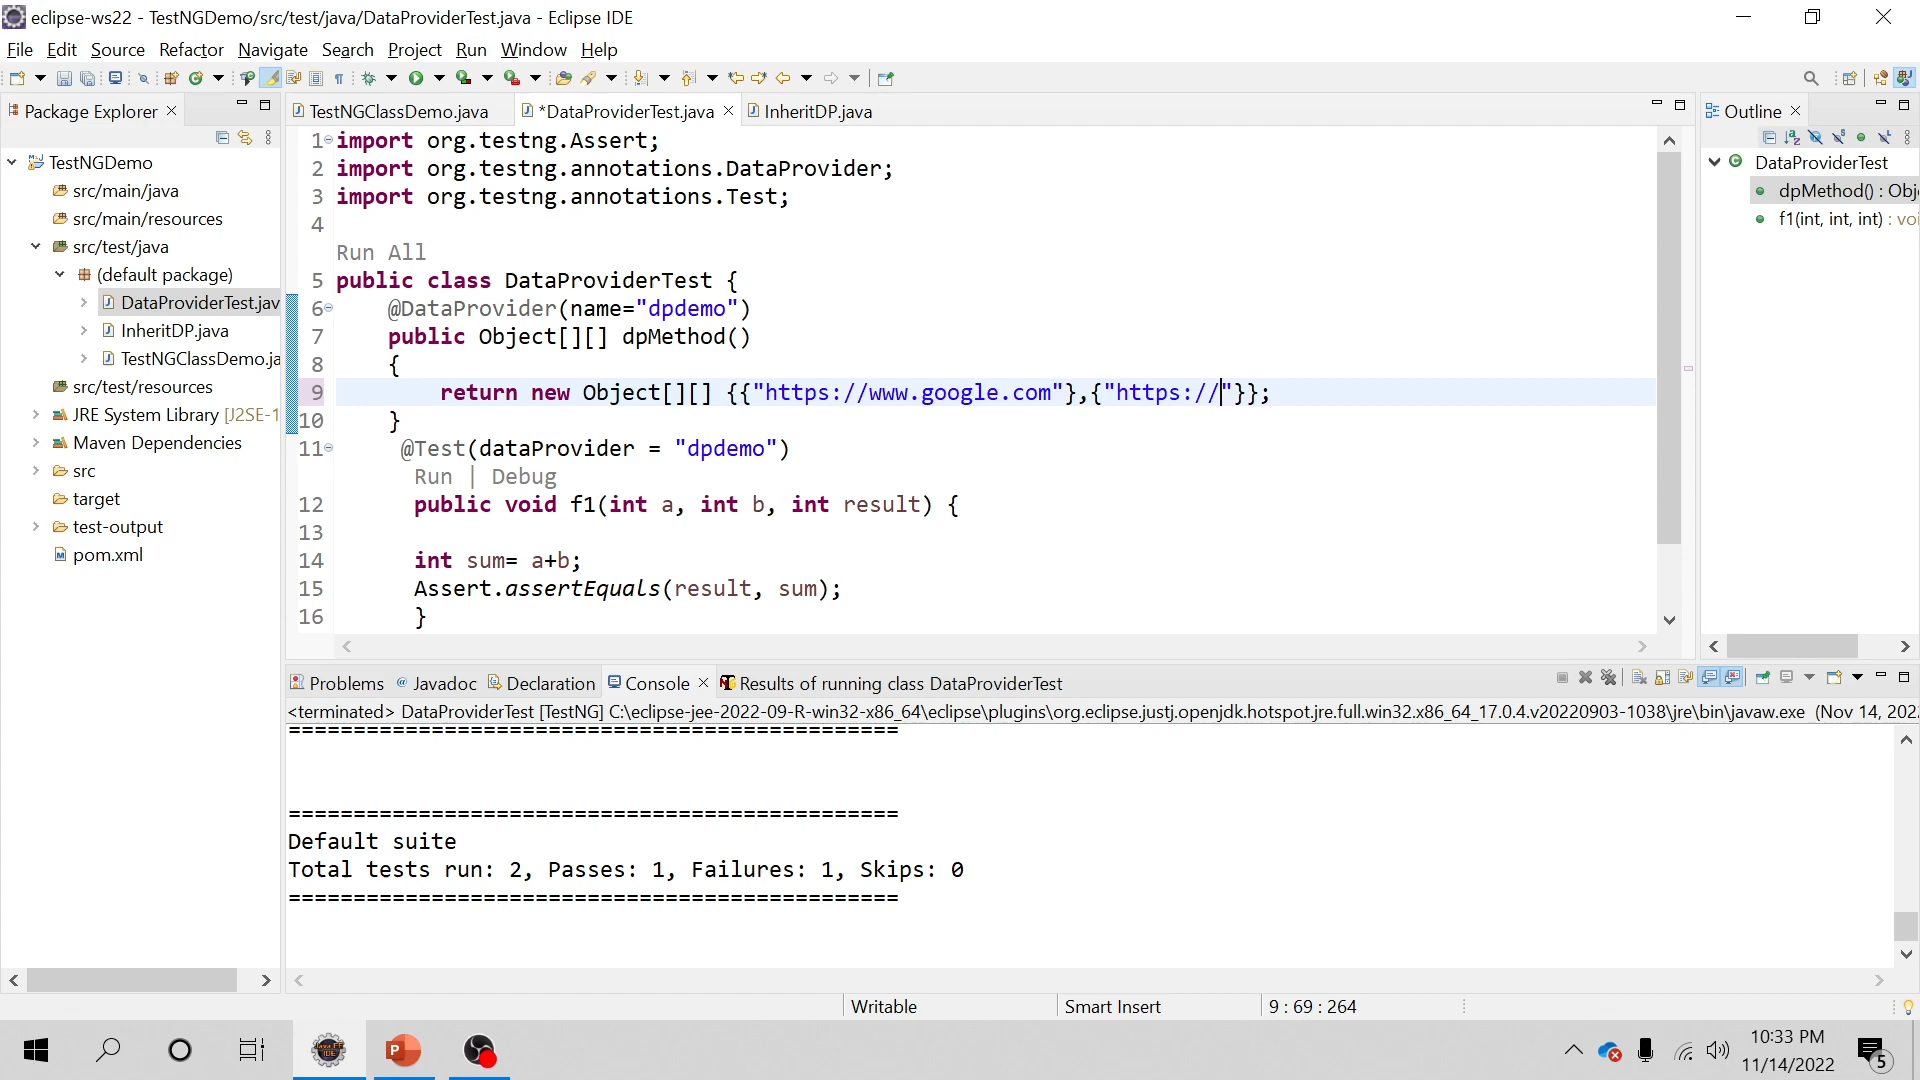 eclipse-ws22 - TestNGDemo/src/test/java/DataProviderTest.java - Eclipse IDE
File Edit Source Refactor Navigate Search Project Run Window Help
Package Explorer
TestNGDemo
src/main/java
src/main/resources
src/test/java
(default package)
DataProviderTest.jav
InheritDP.java
TestNGClassDemo.ja
src/test/resources
JRE System Library [J2SE-1
Maven Dependencies
src
target
test-output
pom.xml
TestNGClassDemo.java *DataProviderTest.java InheritDP.java
1 import org.testng.Assert;
2 import org.testng.annotations.DataProvider;
3 import org.testng.annotations.Test;
4
Run All
5 public class DataProviderTest {
6 @DataProvider(name="dpdemo")
7 public Object[][] dpMethod()
8 {
9 return new Object[][] {{"https://www.google.com"},{"https://"}};
10 }
11 @Test(dataProvider = "dpdemo")
Run | Debug
12 public void f1(int a, int b, int result) {
13
14 int sum= a+b;
15 Assert.assertEquals(result, sum);
16 }
Outline
DataProviderTest
dpMethod() : Obj
f1(int, int, int) : voi
Problems Javadoc Declaration Console Results of running class DataProviderTest
<terminated> DataProviderTest [TestNG] C:\eclipse-jee-2022-09-R-win32-x86_64\eclipse\plugins\org.eclipse.justj.openjdk.hotspot.jre.full.win32.x86_64_17.0.4.v20220903-1038\jre\bin\javaw.exe (Nov 14, 202
===============================================
===============================================
Default suite
Total tests run: 2, Passes: 1, Failures: 1, Skips: 0
===============================================
Writable Smart Insert 9 : 69 : 264
10:33 PM
11/14/2022
5